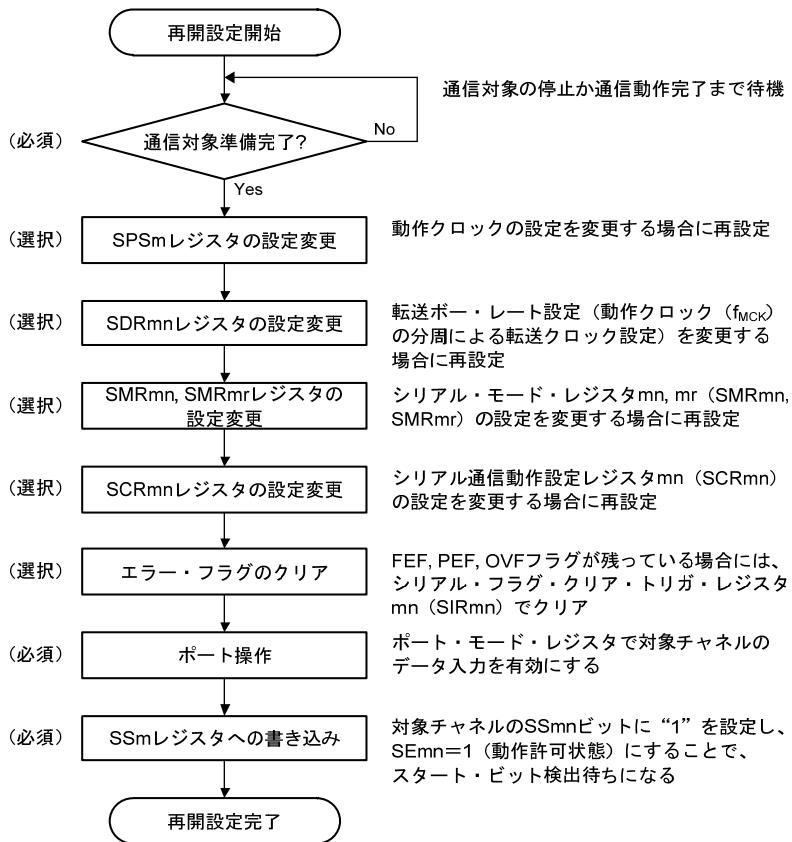 再開設定開始
通信対象の停止か通信動作完了まで待機
(必須)
通信対象準備完了?
No
Yes
(選択)
SPSmレジスタの設定変更
動作クロックの設定を変更する場合に再設定
(選択)
SDRmnレジスタの設定変更
転送ボー・レート設定(動作クロック(fMCK)
の分周による転送クロック設定)を変更する
場合に再設定
(選択)
SMRmn, SMRmrレジスタの
設定変更
シリアル・モード・レジスタmn, mr(SMRmn,
SMRmr)の設定を変更する場合に再設定
(選択)
SCRmnレジスタの設定変更
シリアル通信動作設定レジスタmn(SCRmn)
の設定を変更する場合に再設定
(選択)
エラー・フラグのクリア
FEF, PEF, OVFフラグが残っている場合には、
シリアル・フラグ・クリア・トリガ・レジスタ
mn(SIRmn)でクリア
(必須)
ポート操作
ポート・モード・レジスタで対象チャネルの
データ入力を有効にする
(必須)
SSmレジスタへの書き込み
対象チャネルのSSmnビットに“1”を設定し、
SEmn=1(動作許可状態)にすることで、
スタート・ビット検出待ちになる
再開設定完了